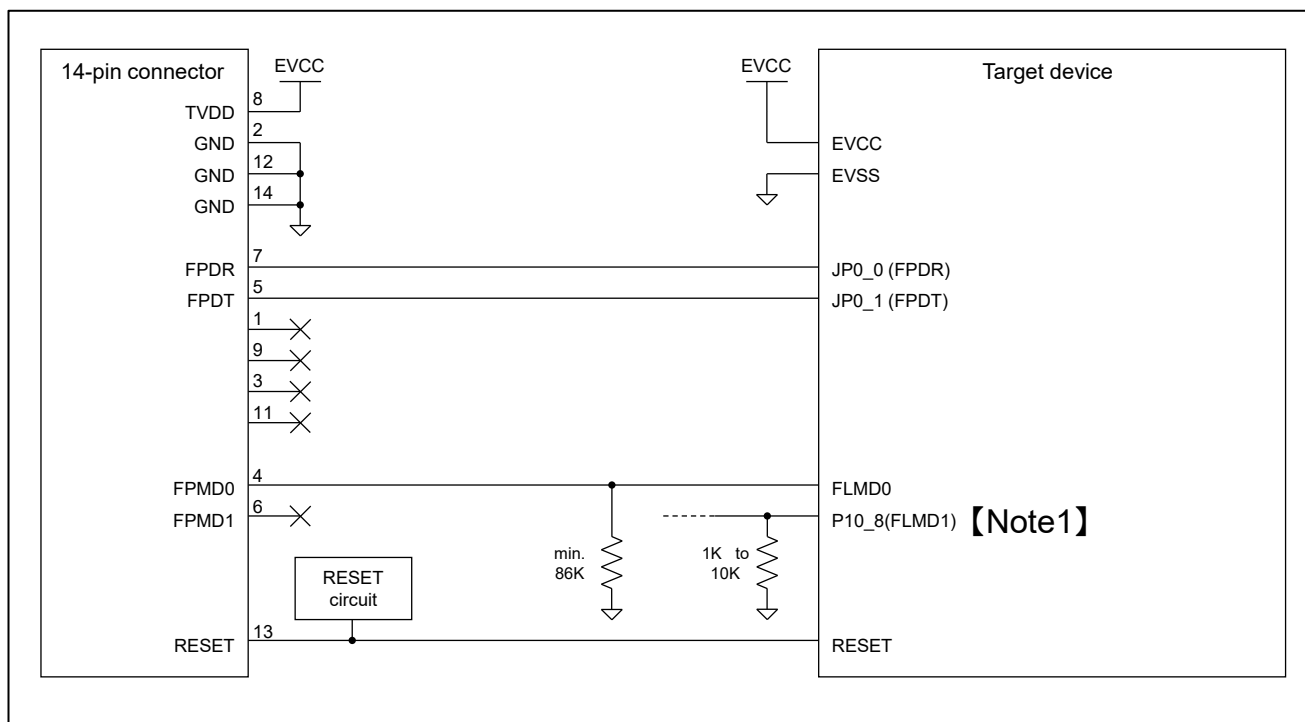 14-pin connector
EVCC
EVCC
Target device
TVDD
8
GND
2
GND
12
GND
14
EVCC
EVSS
FPDR
7
JP0_0 (FPDR)
FPDT
5
JP0_1 (FPDT)
1
9
3
11
FPMD0
4
FLMD0
FPMD1
6
P10_8(FLMD1)【Note1】
min.
86K
1K to
10K
RESET
circuit
RESET
13
RESET